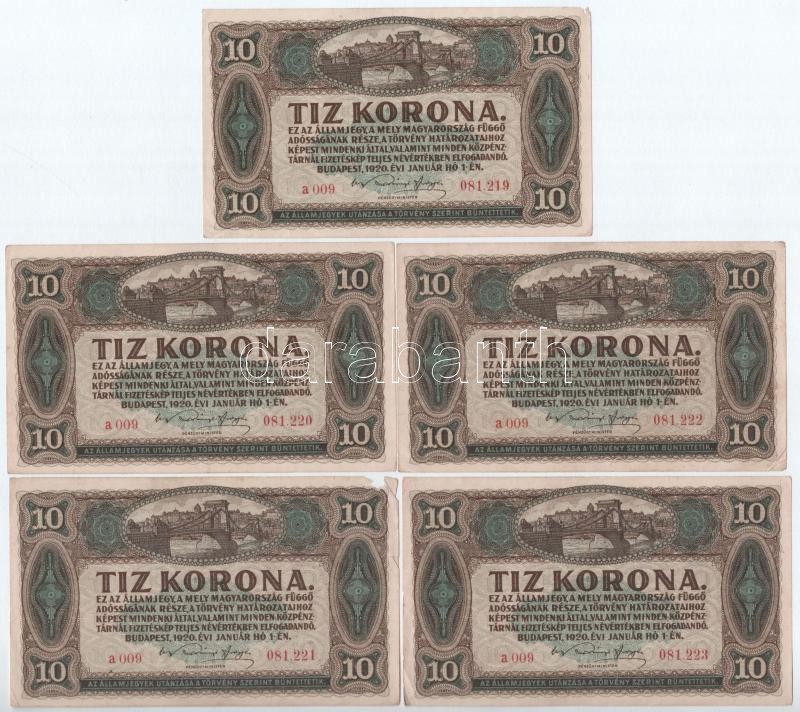 10 10
TIZ KORONA.
EZ AZ ÁLLAMJEGY, A MELY MAGYARORSZÁG FÜGGŐ
ADÓSSÁGÁNAK RÉSZE, A TÖRVÉNY HATÁROZATAIHOZ
KÉPEST MINDENKI ÁLTAL, VALAMINT MINDEN KÖZPÉNZ-
TÁRNÁL FIZETÉSKÉP TELJES NÉVÉRTÉKBEN ELFOGADANDÓ.
BUDAPEST, 1920. ÉVI JANUÁR HÓ 1-ÉN.
a 009 081.219
PÉNZÜGYMINISTER
10 10
AZ ÁLLAMJEGYEK UTÁNZÁSA A TÖRVÉNY SZERINT BÜNTETTETIK.
10 10
TIZ KORONA.
EZ AZ ÁLLAMJEGY, A MELY MAGYARORSZÁG FÜGGŐ
ADÓSSÁGÁNAK RÉSZE, A TÖRVÉNY HATÁROZATAIHOZ
KÉPEST MINDENKI ÁLTAL, VALAMINT MINDEN KÖZPÉNZ-
TÁRNÁL FIZETÉSKÉP TELJES NÉVÉRTÉKBEN ELFOGADANDÓ.
BUDAPEST, 1920. ÉVI JANUÁR HÓ 1-ÉN.
a 009 081.220
PÉNZÜGYMINISTER
10 10
AZ ÁLLAMJEGYEK UTÁNZÁSA A TÖRVÉNY SZERINT BÜNTETTETIK.
10 10
TIZ KORONA.
EZ AZ ÁLLAMJEGY, A MELY MAGYARORSZÁG FÜGGŐ
ADÓSSÁGÁNAK RÉSZE, A TÖRVÉNY HATÁROZATAIHOZ
KÉPEST MINDENKI ÁLTAL, VALAMINT MINDEN KÖZPÉNZ-
TÁRNÁL FIZETÉSKÉP TELJES NÉVÉRTÉKBEN ELFOGADANDÓ.
BUDAPEST, 1920. ÉVI JANUÁR HÓ 1-ÉN.
a 009 081.222
PÉNZÜGYMINISTER
10 10
AZ ÁLLAMJEGYEK UTÁNZÁSA A TÖRVÉNY SZERINT BÜNTETTETIK.
darabanth
10 10
TIZ KORONA.
EZ AZ ÁLLAMJEGY, A MELY MAGYARORSZÁG FÜGGŐ
ADÓSSÁGÁNAK RÉSZE, A TÖRVÉNY HATÁROZATAIHOZ
KÉPEST MINDENKI ÁLTAL, VALAMINT MINDEN KÖZPÉNZ-
TÁRNÁL FIZETÉSKÉP TELJES NÉVÉRTÉKBEN ELFOGADANDÓ.
BUDAPEST, 1920. ÉVI JANUÁR HÓ 1-ÉN.
a 009 081.221
PÉNZÜGYMINISTER
10 10
AZ ÁLLAMJEGYEK UTÁNZÁSA A TÖRVÉNY SZERINT BÜNTETTETIK.
10 10
TIZ KORONA.
EZ AZ ÁLLAMJEGY, A MELY MAGYARORSZÁG FÜGGŐ
ADÓSSÁGÁNAK RÉSZE, A TÖRVÉNY HATÁROZATAIHOZ
KÉPEST MINDENKI ÁLTAL, VALAMINT MINDEN KÖZPÉNZ-
TÁRNÁL FIZETÉSKÉP TELJES NÉVÉRTÉKBEN ELFOGADANDÓ.
BUDAPEST, 1920. ÉVI JANUÁR HÓ 1-ÉN.
a 009 081.223
PÉNZÜGYMINISTER
10 10
AZ ÁLLAMJEGYEK UTÁNZÁSA A TÖRVÉNY SZERINT BÜNTETTETIK.